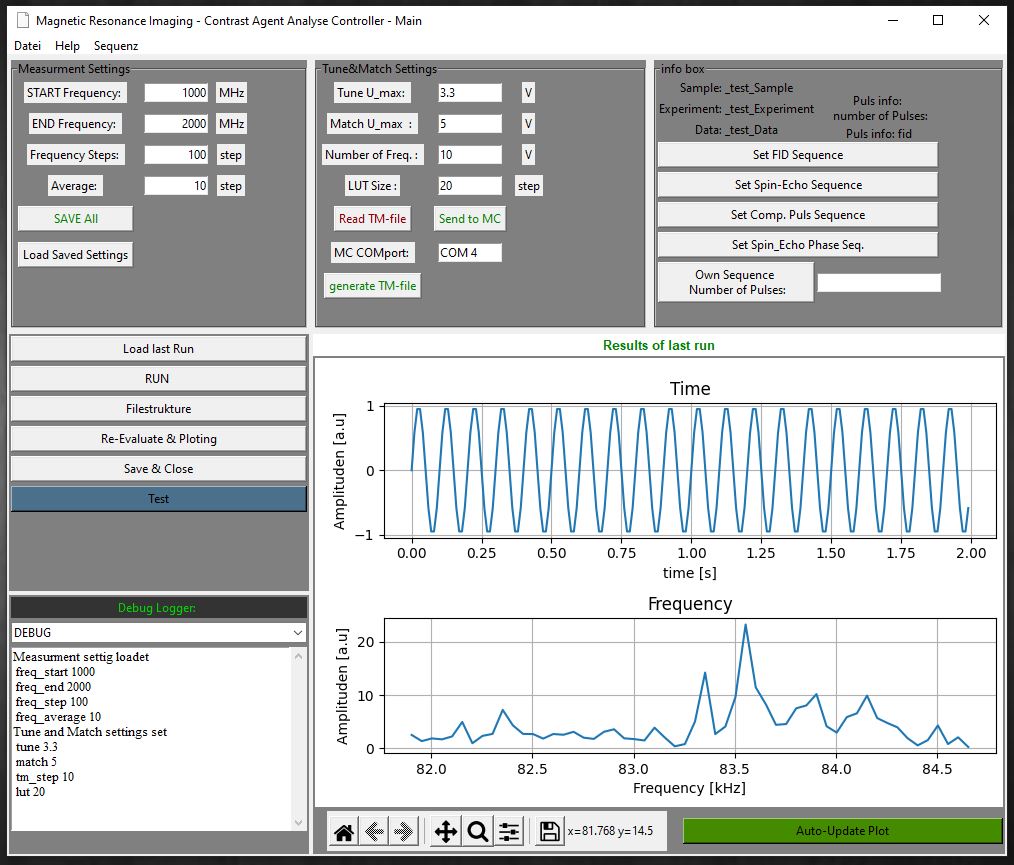 Magnetic Resonance Imaging - Contrast Agent Analyse Controller - Main
Datei Help Sequenz
Measurment Settings
START Frequency: 1000 MHz
END Frequency: 2000 MHz
Frequency Steps: 100 step
Average: 10 step
SAVE All
Load Saved Settings
Tune&Match Settings
Tune U_max: 3.3 V
Match U_max : 5 V
Number of Freq. : 10 V
LUT Size : 20 step
Read TM-file Send to MC
MC COMport: COM 4
generate TM-file
info box
Sample: _test_Sample
Experiment: _test_Experiment
Data: _test_Data
Puls info:
number of Pulses:
Puls info: fid
Set FID Sequence
Set Spin-Echo Sequence
Set Comp. Puls Sequence
Set Spin_Echo Phase Seq.
Own Sequence
Number of Pulses:
Load last Run
RUN
Filestrukture
Re-Evaluate & Ploting
Save & Close
Test
Debug Logger:
DEBUG
Measurment settig loadet
freq_start 1000
freq_end 2000
freq_step 100
freq_average 10
Tune and Match settings set
tune 3.3
match 5
tm_step 10
lut 20
Results of last run
Time
Amplituden [a.u]
1
0
−1
0.00 0.25 0.50 0.75 1.00 1.25 1.50 1.75 2.00
time [s]
Frequency
Amplituden [a.u]
20
10
0
82.0 82.5 83.0 83.5 84.0 84.5
Frequency [kHz]
x=81.768 y=14.5
Auto-Update Plot